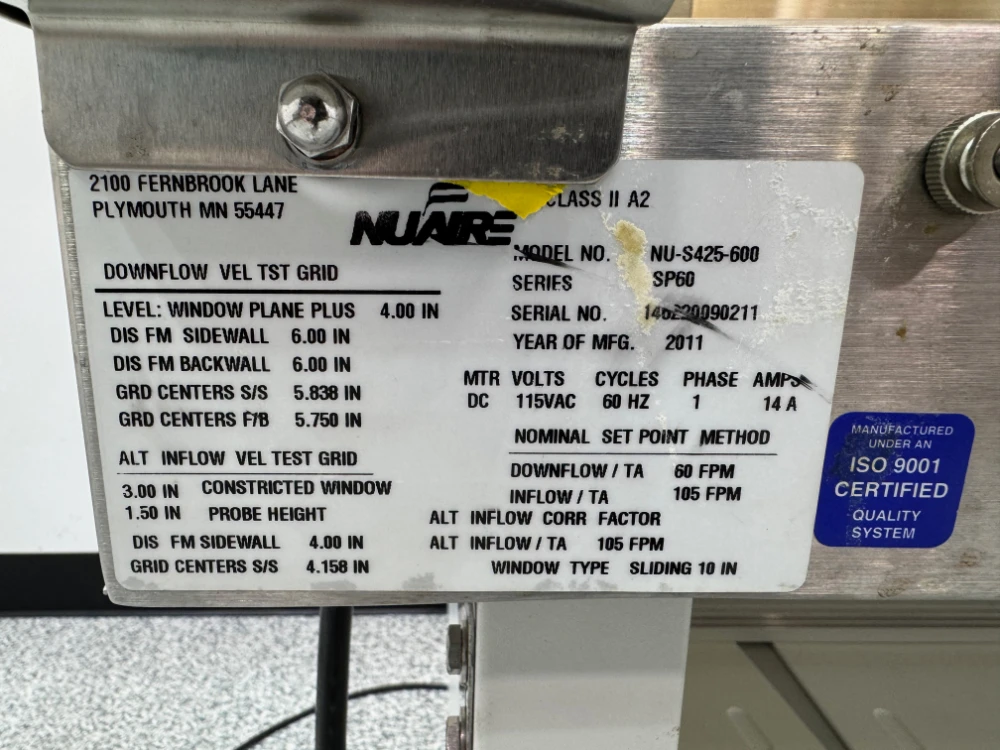 2100 FERNBROOK LANE
PLYMOUTH MN 55447
NUAIRE
CLASS II A2
DOWNFLOW VEL TST GRID
LEVEL: WINDOW PLANE PLUS 4.00 IN
DIS FM SIDEWALL 6.00 IN
DIS FM BACKWALL 6.00 IN
GRD CENTERS S/S 5.838 IN
GRD CENTERS F/B 5.750 IN
ALT INFLOW VEL TEST GRID
3.00 IN CONSTRICTED WINDOW
1.50 IN PROBE HEIGHT
DIS FM SIDEWALL 4.00 IN
GRID CENTERS S/S 4.158 IN
MODEL NO. NU-S425-600
SERIES SP60
SERIAL NO.
YEAR OF MFG. 2011
MTR VOLTS CYCLES PHASE AMPS
DC 115VAC 60 HZ 1 14 A
NOMINAL SET POINT METHOD
DOWNFLOW / TA 60 FPM
INFLOW / TA 105 FPM
ALT INFLOW CORR FACTOR
ALT INFLOW / TA 105 FPM
WINDOW TYPE SLIDING 10 IN
MANUFACTURED
UNDER AN
ISO 9001
CERTIFIED
QUALITY
SYSTEM